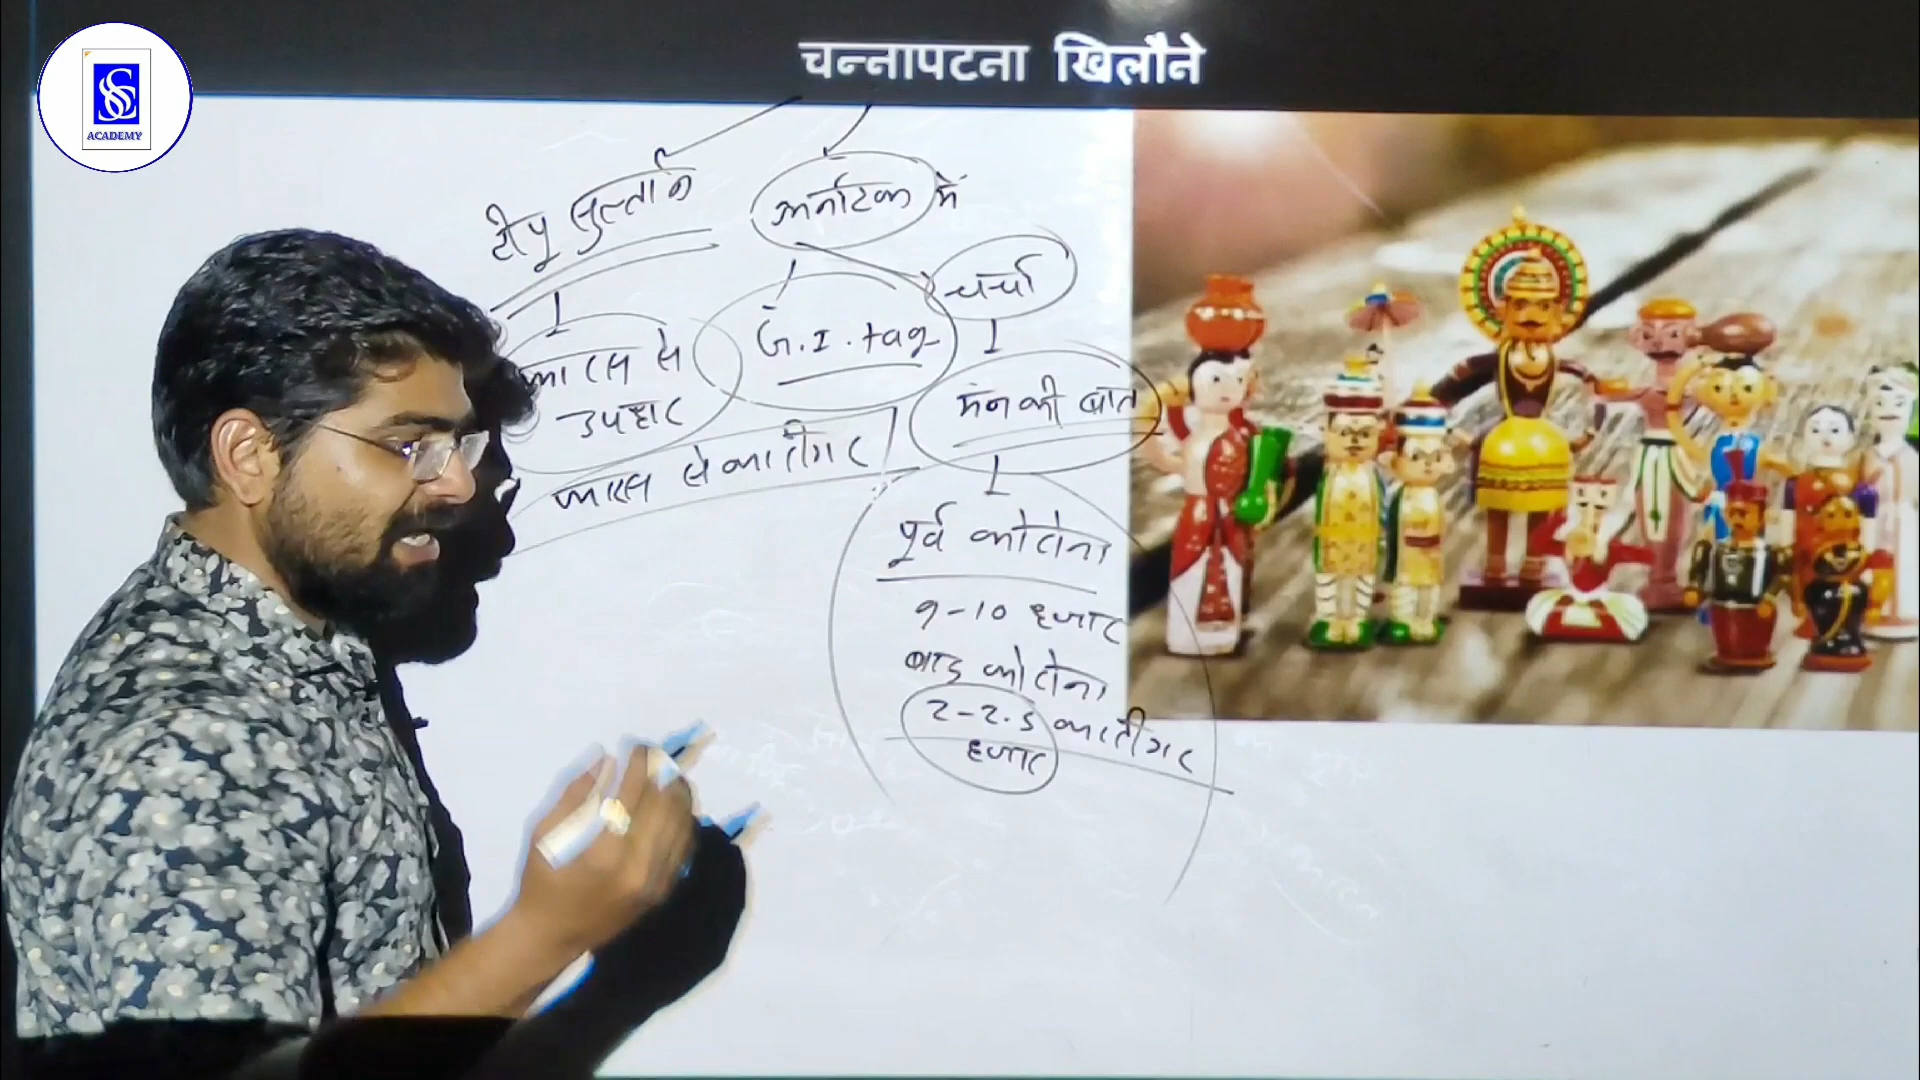 चन्नापटना खिलौने
SS
ACADEMY
टीपू सुल्तान
कर्नाटक में
चर्चा
G.I. tag
फारस से
उपहार
मन की बात
फारस से कारीगर
पूर्व कोरोना
9-10 हजार
बाद कोरोना
2-2.5 कारीगर
हजार